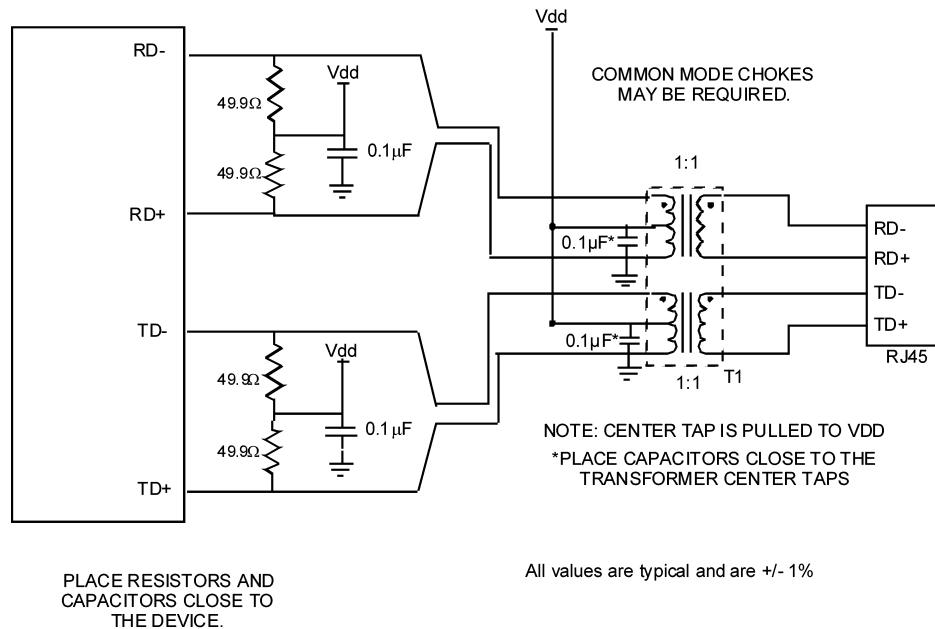 Vdd
RD-
Vdd
COMMON MODE CHOKES
MAY BE REQUIRED.
49.9Ω
0.1µF
49.9Ω
1:1
RD+
RD-
0.1µF*
RD+
TD-
TD-
TD+
0.1µF*
Vdd
RJ45
49.9Ω
1:1
T1
0.1µF
NOTE: CENTER TAP IS PULLED TO VDD
49.9Ω
*PLACE CAPACITORS CLOSE TO THE
TRANSFORMER CENTER TAPS
TD+
PLACE RESISTORS AND
CAPACITORS CLOSE TO
THE DEVICE.
All values are typical and are +/- 1%